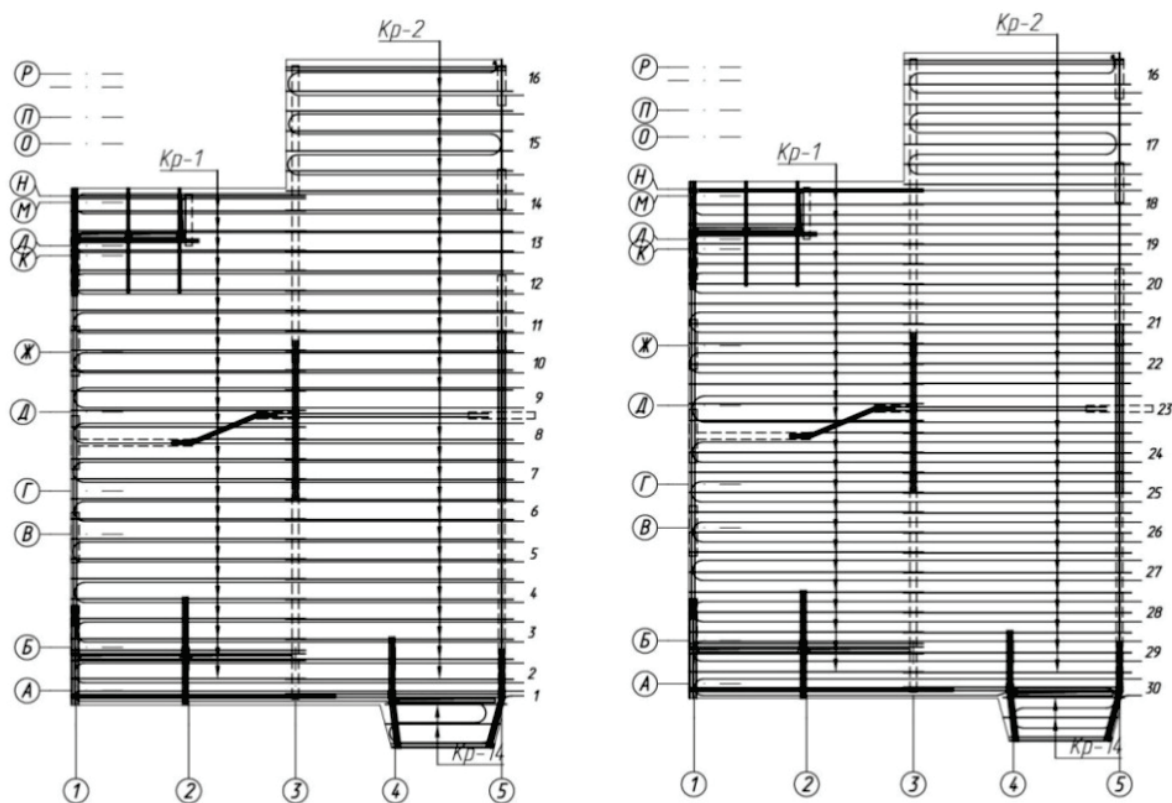 Кр-2
Р
П
О
Кр-1
Н
М
Д
К
Ж
Д
Г
В
Б
А
16
15
14
13
12
11
10
9
8
7
6
5
4
3
2
1
Кр-14
1 2 3 4 5
Кр-2
Р
П
О
Кр-1
Н
М
Д
К
Ж
Д
Г
В
Б
А
16
17
18
19
20
21
22
23
24
25
26
27
28
29
30
Кр-14
1 2 3 4 5